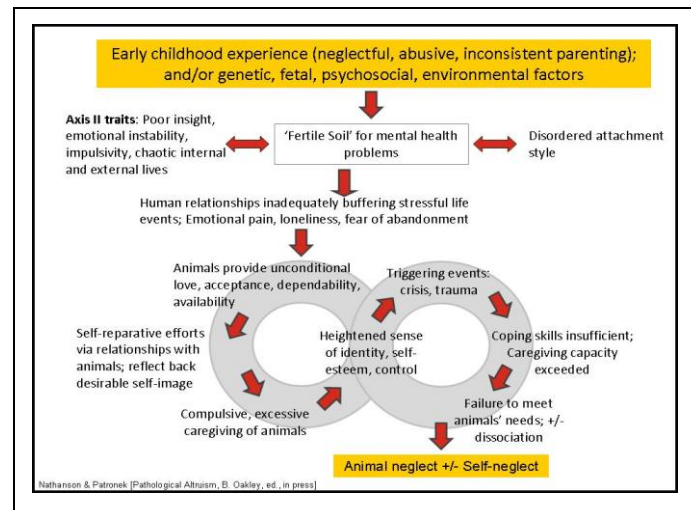 Early childhood experience (neglectful, abusive, inconsistent parenting);
and/or genetic, fetal, psychosocial, environmental factors
Axis II traits: Poor insight,
emotional instability,
impulsivity, chaotic internal
and external lives
'Fertile Soil' for mental health
problems
Disordered attachment
style
Human relationships inadequately buffering stressful life
events; Emotional pain, loneliness, fear of abandonment
Animals provide unconditional
love, acceptance, dependability,
availability
Self-reparative efforts
via relationships with
animals; reflect back
desirable self-image
Compulsive, excessive
caregiving of animals
Heightened sense
of identity, self-
esteem, control
Triggering events:
crisis, trauma
Coping skills insufficient;
Caregiving capacity
exceeded
Failure to meet
animals' needs; +/-
dissociation
Animal neglect +/- Self-neglect
Nathanson & Patronek [Pathological Altruism, B. Oakley, ed., in press]